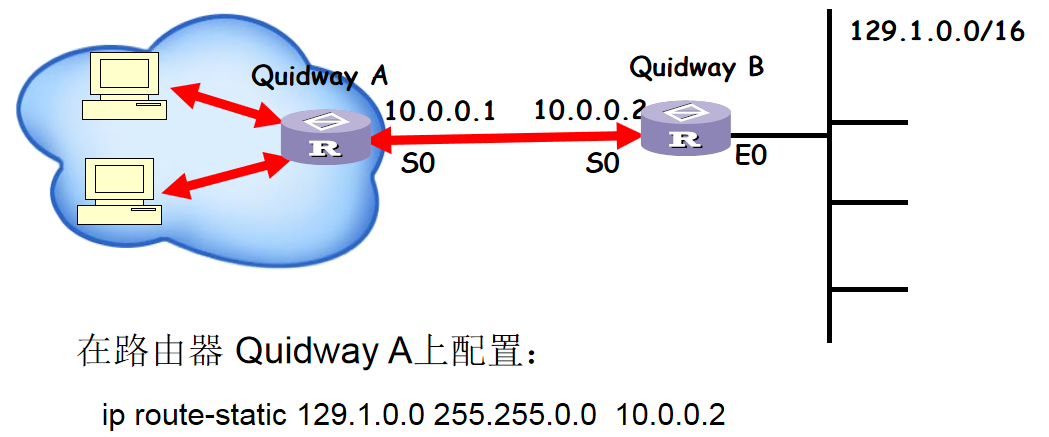 129.1.0.0/16
Quidway A
Quidway B
10.0.0.1
10.0.0.2
R
R
S0
S0
E0
在路由器 Quidway A上配置：
ip route-static 129.1.0.0 255.255.0.0 10.0.0.2